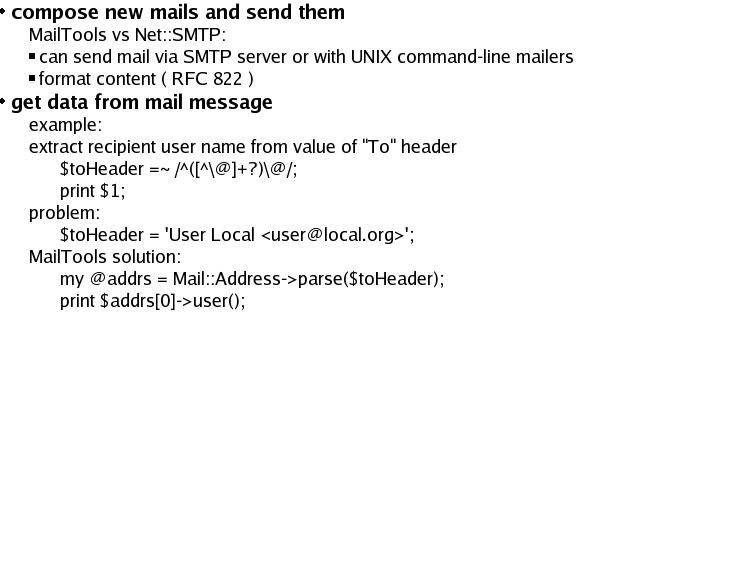 • compose new mails and send them
MailTools vs Net::SMTP:
▪ can send mail via SMTP server or with UNIX command-line mailers
▪ format content ( RFC 822 )
• get data from mail message
example:
extract recipient user name from value of "To" header
$toHeader =~ /^([^\@]+?)\@/;
print $1;
problem:
$toHeader = 'User Local <user@local.org>';
MailTools solution:
my @addrs = Mail::Address->parse($toHeader);
print $addrs[0]->user();